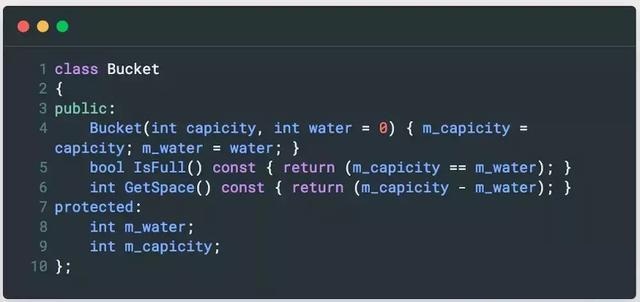 1 class Bucket
2 {
3 public:
4     Bucket(int capicity, int water = 0) { m_capicity =
capicity; m_water = water; }
5     bool IsFull() const { return (m_capicity == m_water); }
6     int GetSpace() const { return (m_capicity - m_water); }
7 protected:
8     int m_water;
9     int m_capicity;
10 };